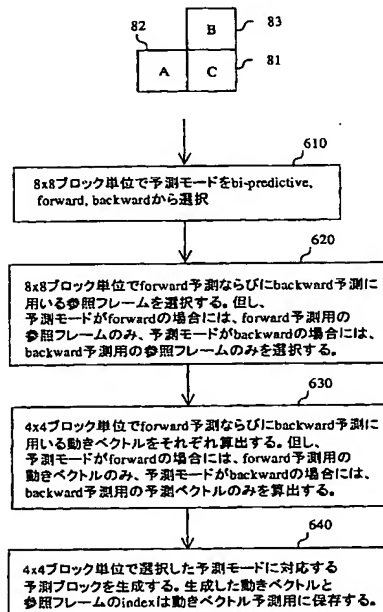 B
83
82
A
C
81
610
8x8ブロック単位で予測モードをbi-predictive,
forward, backwardから選択
620
8x8ブロック単位でforward予測ならびにbackward予測に
用いる参照フレームを選択する。但し、
予測モードがforwardの場合には、forward予測用の
参照フレームのみ、予測モードがbackwardの場合には、
backward予測用の参照フレームのみを選択する。
630
4x4ブロック単位でforward予測ならびにbackward予測に
用いる動きベクトルをそれぞれ算出する。但し、
予測モードがforwardの場合には、forward予測用の
動きベクトルのみ、予測モードがbackwardの場合には、
backward予測用の予測ベクトルのみを算出する。
640
4x4ブロック単位で選択した予測モードに対応する
予測ブロックを生成する。生成した動きベクトルと
参照フレームのindexは動きベクトル予測用に保存する。